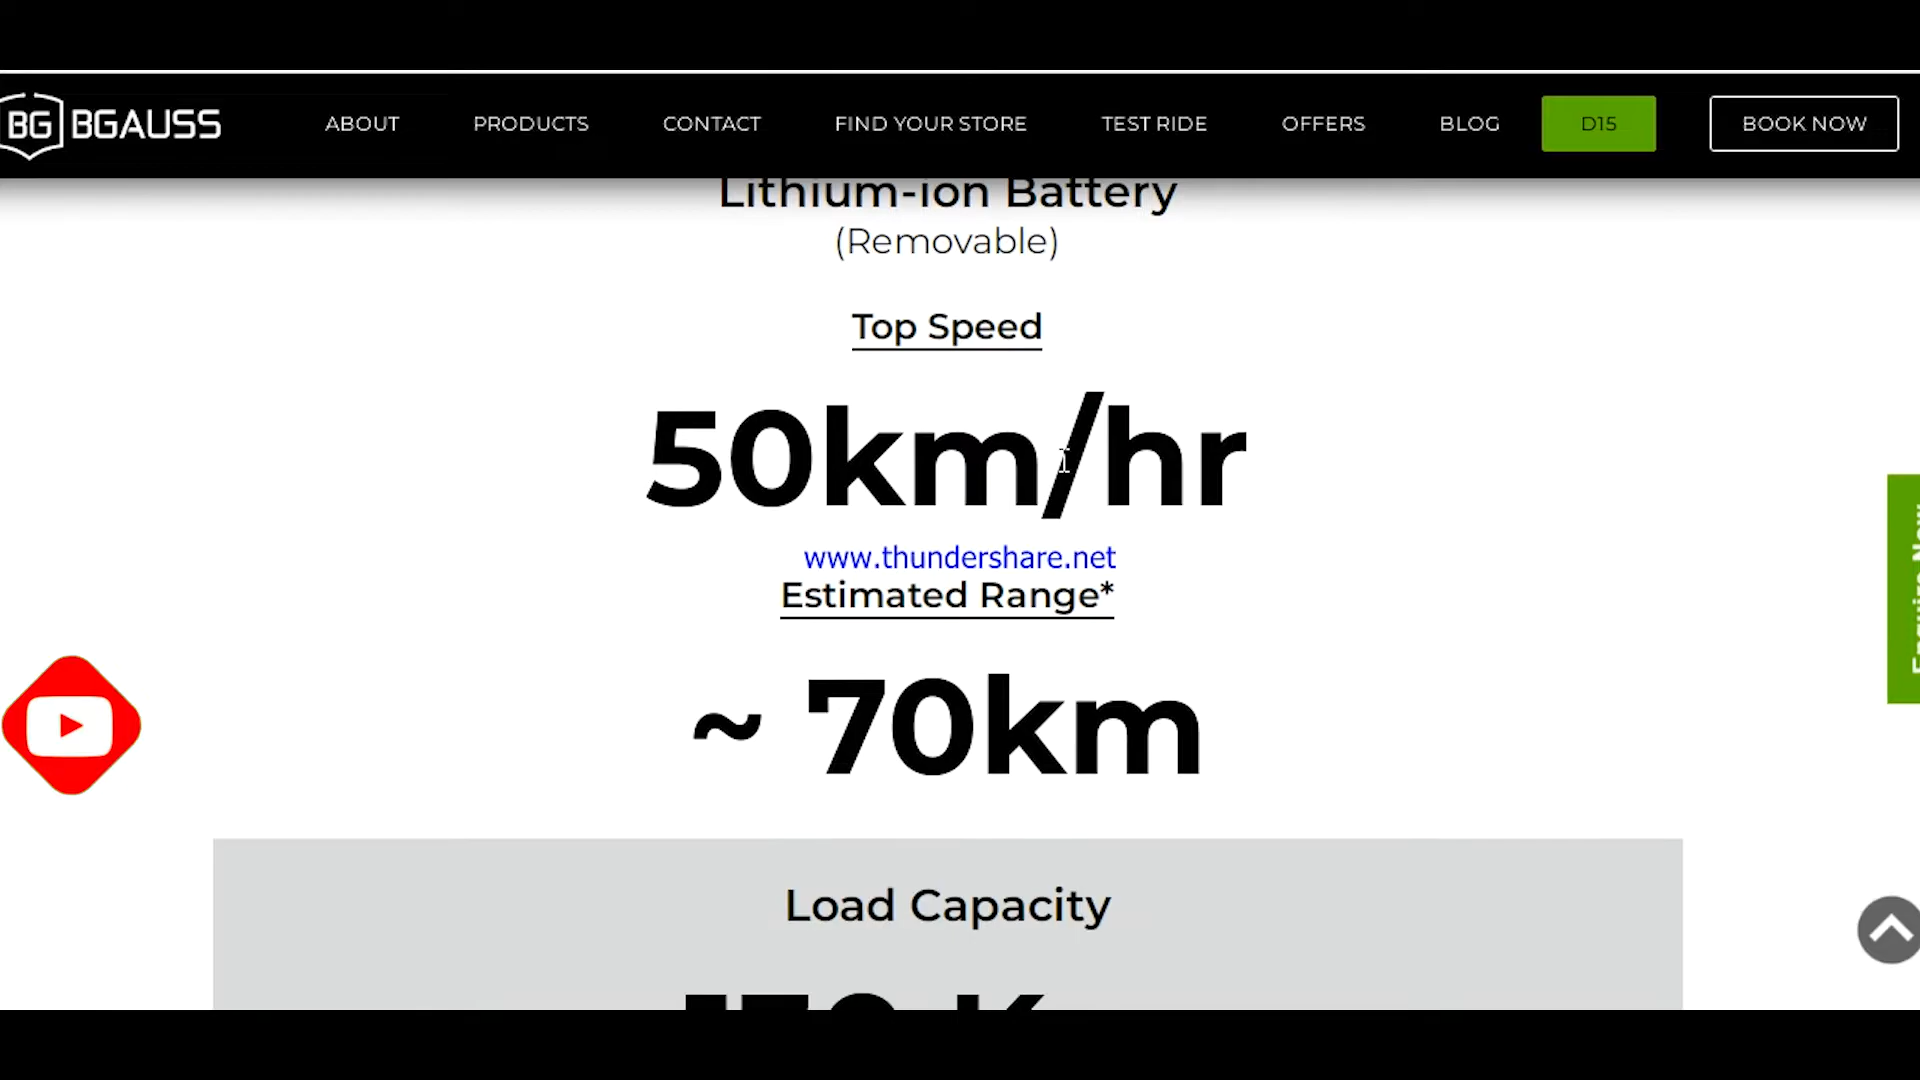 BG BGAUSS ABOUT PRODUCTS CONTACT FIND YOUR STORE TEST RIDE OFFERS BLOG D15 BOOK NOW
Lithium-ion Battery
(Removable)
Top Speed
50km/hr
www.thundershare.net
Estimated Range*
~ 70km
Load Capacity